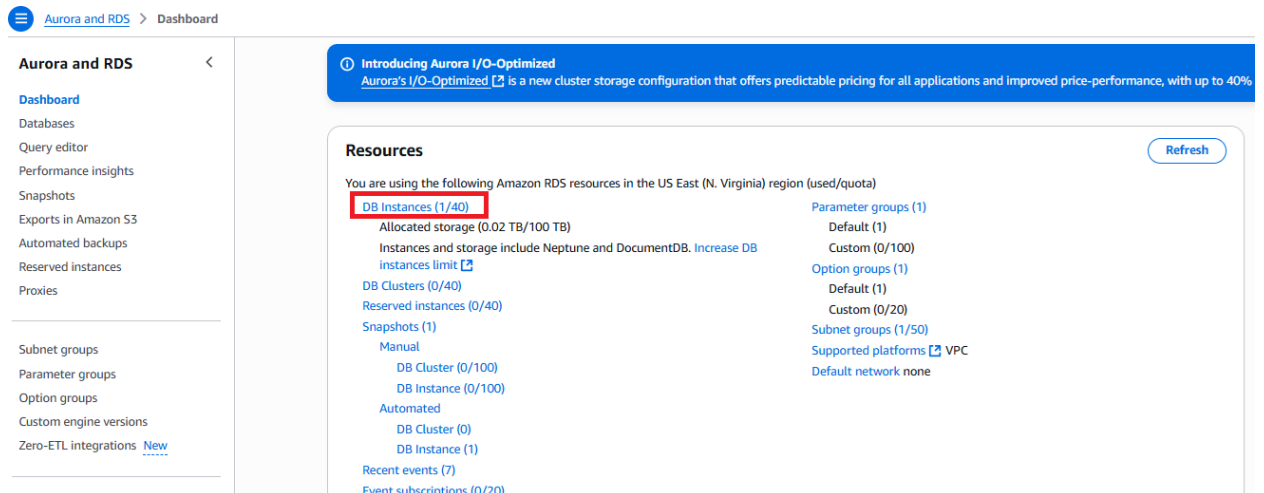 Aurora and RDS > Dashboard
Aurora and RDS
Dashboard
Databases
Query editor
Performance insights
Snapshots
Exports in Amazon S3
Automated backups
Reserved instances
Proxies
Subnet groups
Parameter groups
Option groups
Custom engine versions
Zero-ETL integrations New
Introducing Aurora I/O-Optimized
Aurora's I/O-Optimized is a new cluster storage configuration that offers predictable pricing for all applications and improved price-performance, with up to 40%
Resources
Refresh
You are using the following Amazon RDS resources in the US East (N. Virginia) region (used/quota)
DB Instances (1/40)
Allocated storage (0.02 TB/100 TB)
Instances and storage include Neptune and DocumentDB. Increase DB
instances limit
DB Clusters (0/40)
Reserved instances (0/40)
Snapshots (1)
Manual
DB Cluster (0/100)
DB Instance (0/100)
Automated
DB Cluster (0)
DB Instance (1)
Recent events (7)
Event subscriptions (0/20)
Parameter groups (1)
Default (1)
Custom (0/100)
Option groups (1)
Default (1)
Custom (0/20)
Subnet groups (1/50)
Supported platforms VPC
Default network none